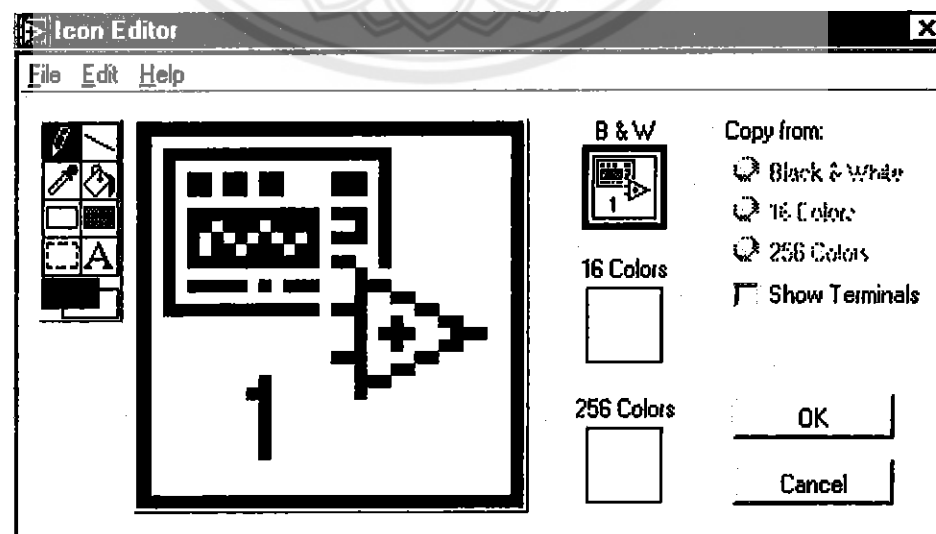 Icon Editor
File Edit Help
B & W
Copy from:
Black & White
16 Colors
256 Colors
16 Colors
Show Terminals
1
256 Colors
OK
Cancel